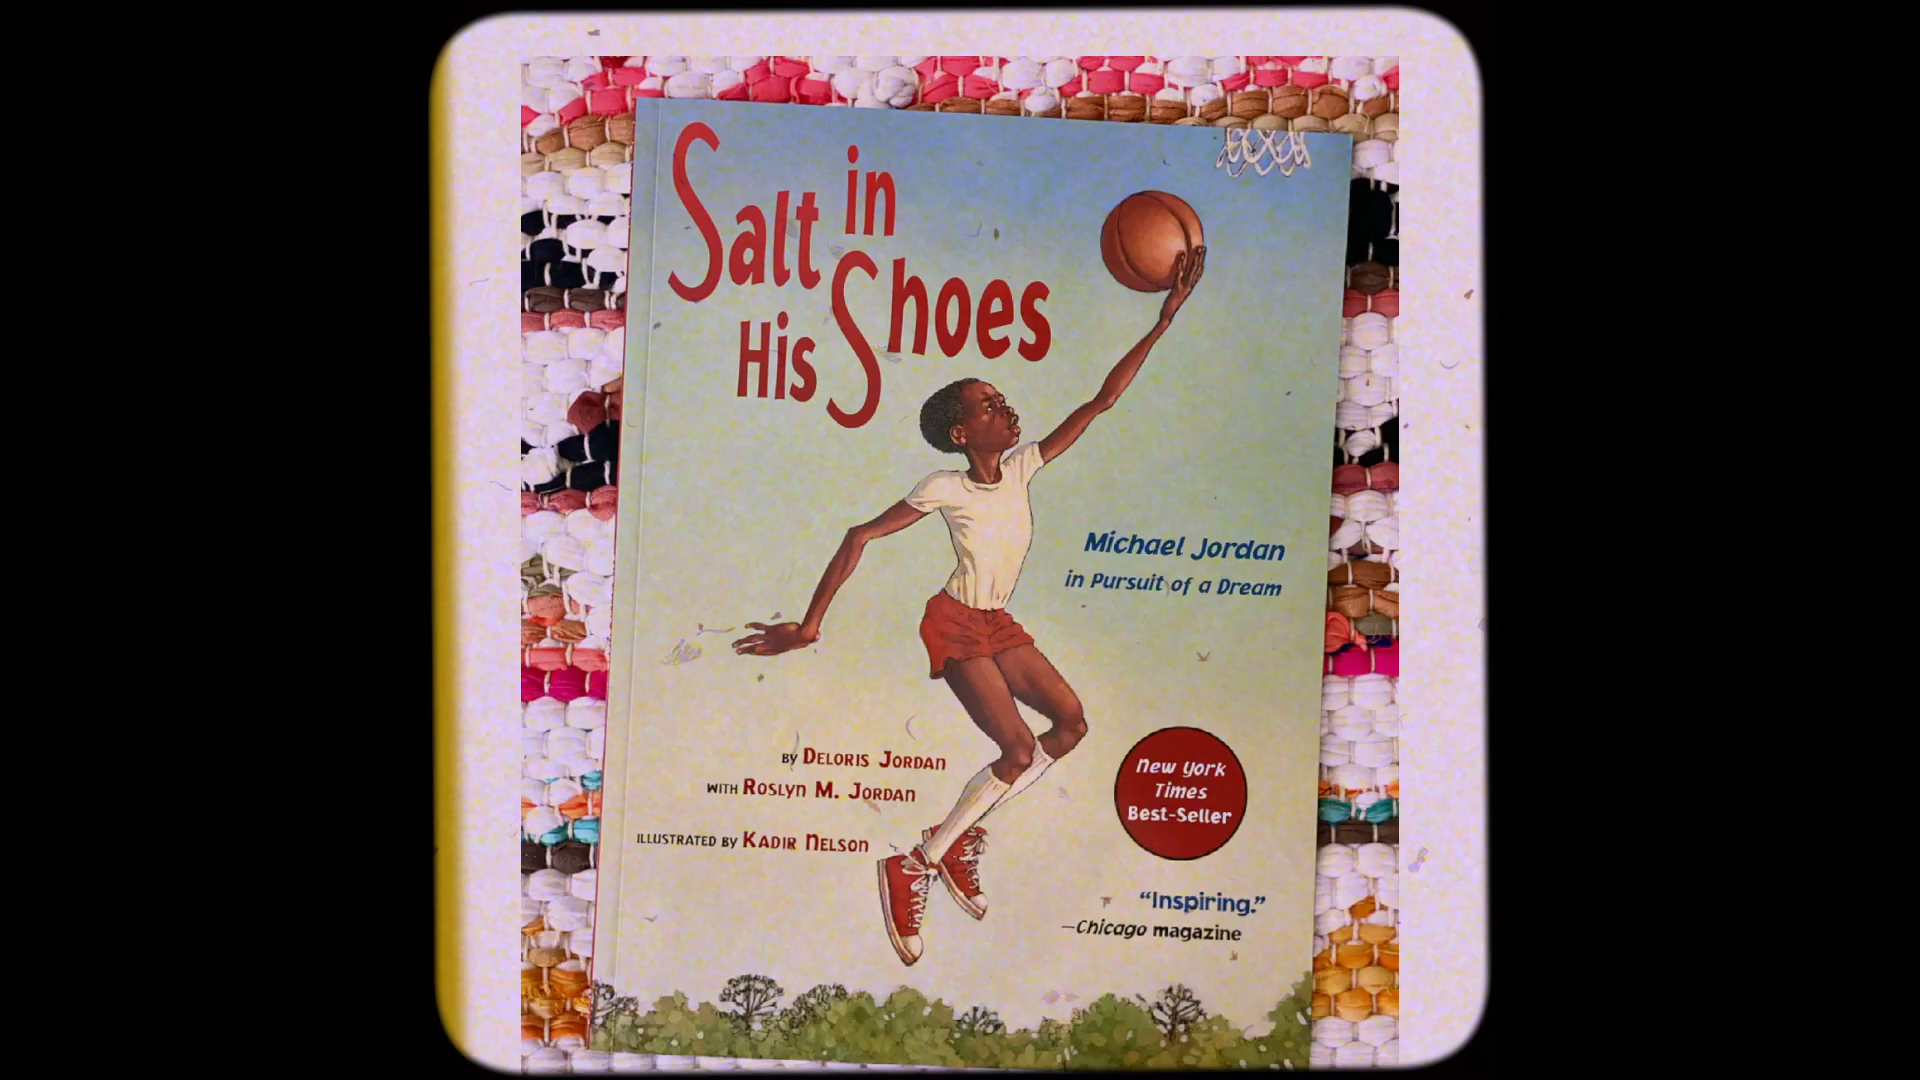 Salt in
His Shoes
Michael Jordan
in Pursuit of a Dream
BY DELORIS JORDAN
WITH ROSLYN M. JORDAN
ILLUSTRATED BY KADIR NELSON
New York
Times
Best-Seller
“Inspiring.”
—Chicago magazine